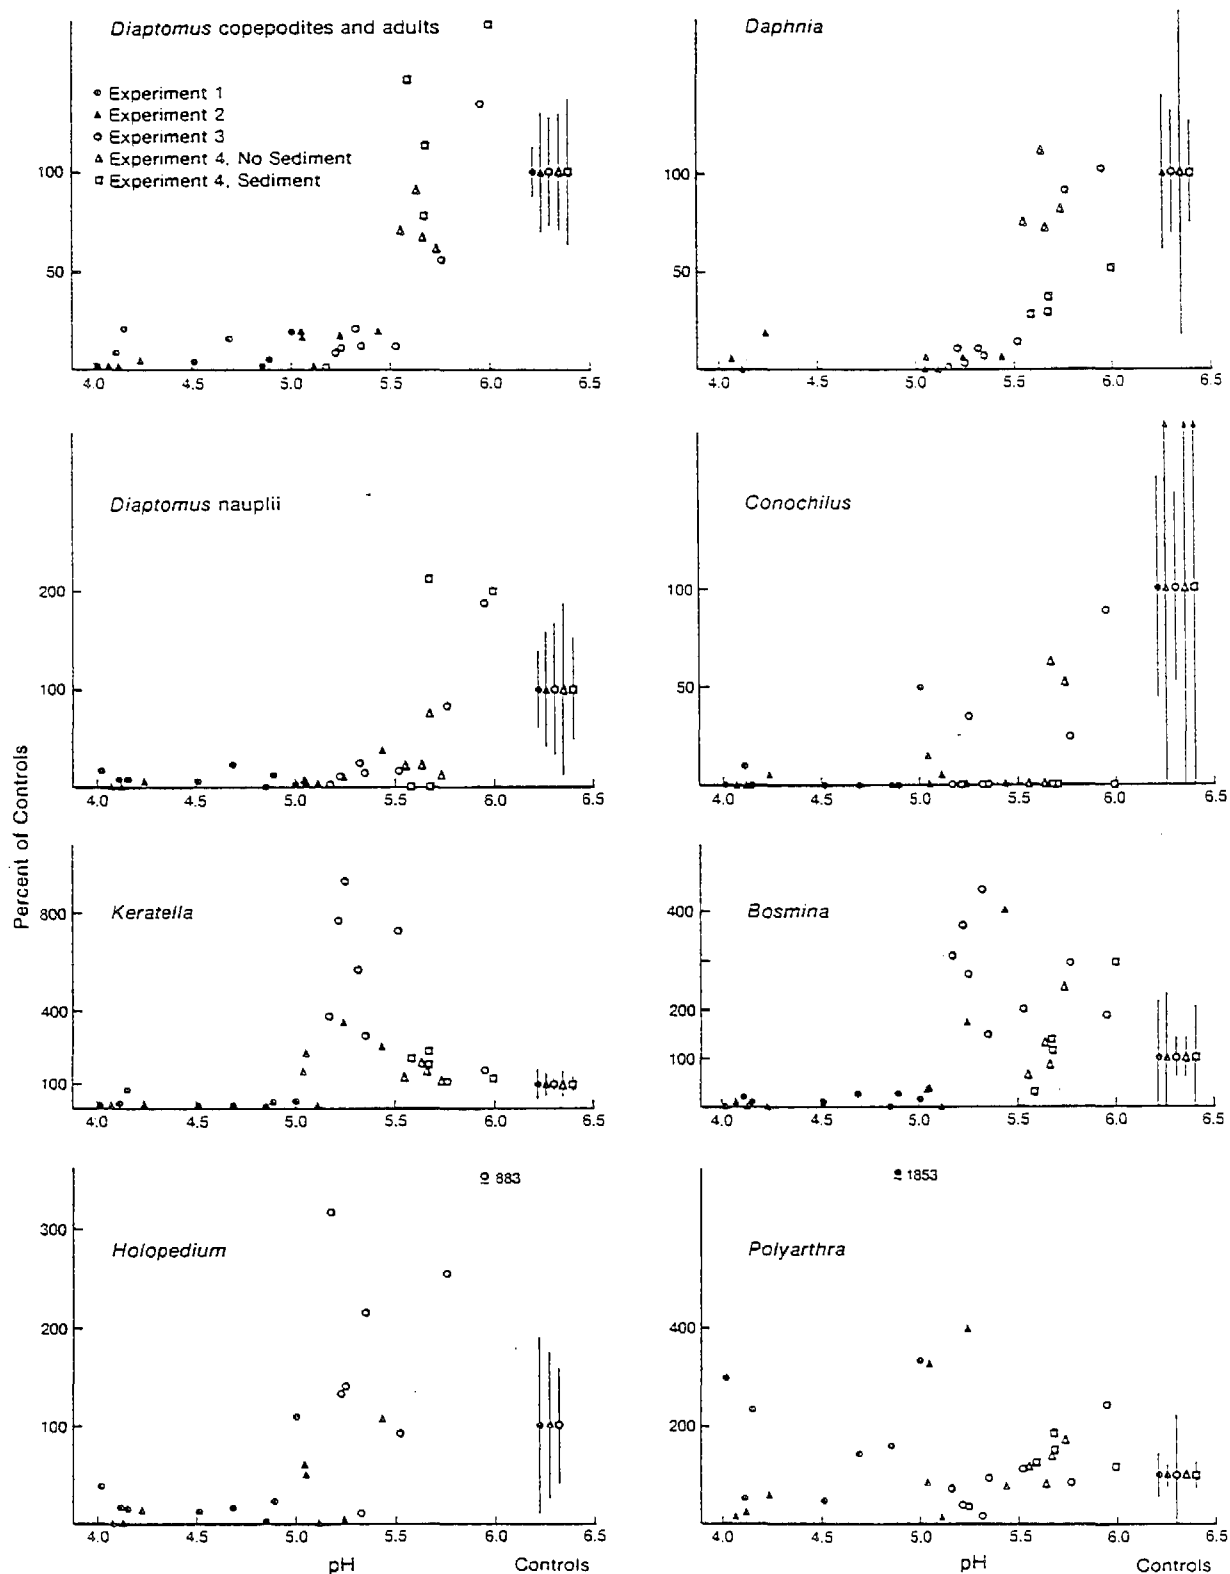 Diaptomus copepodites and adults
Experiment 1
Experiment 2
Experiment 3
Experiment 4, No Sediment
Experiment 4, Sediment
100
50
4.0 4.5 5.0 5.5 6.0 6.5
Daphnia
100
50
4.0 4.5 5.0 5.5 6.0 6.5
Diaptomus nauplii
200
100
4.0 4.5 5.0 5.5 6.0 6.5
Conochilus
100
50
4.0 4.5 5.0 5.5 6.0 6.5
Percent of Controls
Keratella
800
400
100
4.0 4.5 5.0 5.5 6.0 6.5
Bosmina
400
200
100
4.0 4.5 5.0 5.5 6.0 6.5
Holopedium
883
300
200
100
4.0 4.5 5.0 5.5 6.0 6.5
pH
Controls
Polyarthra
1853
400
200
4.0 4.5 5.0 5.5 6.0 6.5
pH
Controls